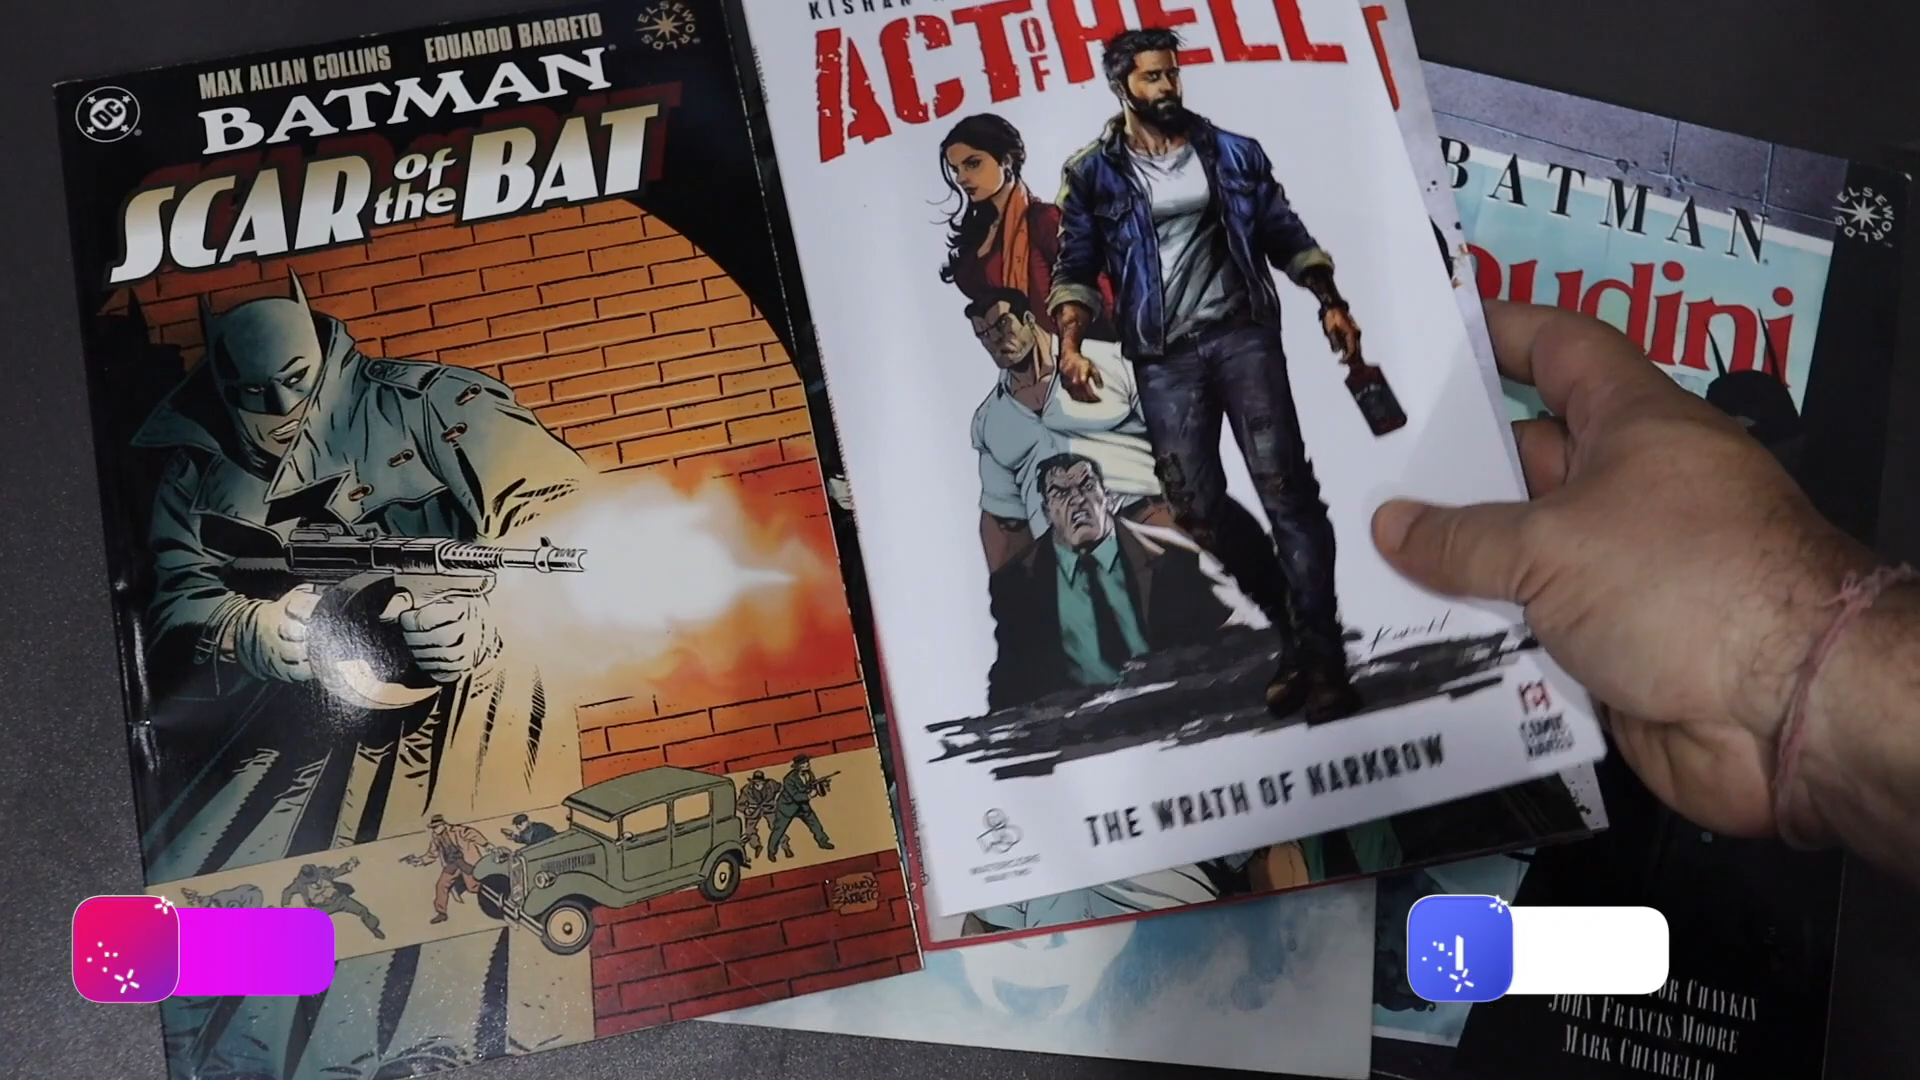 MAX ALLAN COLLINS EDUARDO BARRETO
ELSEWORLDS
DC
BATMAN
SCAR of the BAT
EDUARDO BARRETO
KISHAN
ACT OF HELL
THE WRATH OF NARKROW
BATMAN
ELSEWORLDS
udini
CHAYKIN
JOHN FRANCIS MOORE
MARK CHIARELLO